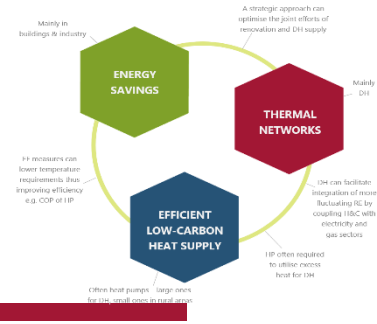 A strategic approach can
optimise the joint efforts of
renovation and DH supply
Mainly in
buildings & industry
ENERGY
SAVINGS
Mainly
DH
THERMAL
NETWORKS
EE measures can
lower temperature
requirements thus
improving efficiency
e.g. COP of HP
DH can facilitate
integration of more
fluctuating RE by
coupling H&C with
electricity and
gas sectors
EFFICIENT
LOW-CARBON
HEAT SUPPLY
HP often required
to utilise excess
heat for DH
Often heat pumps large ones
for DH, small ones in rural areas